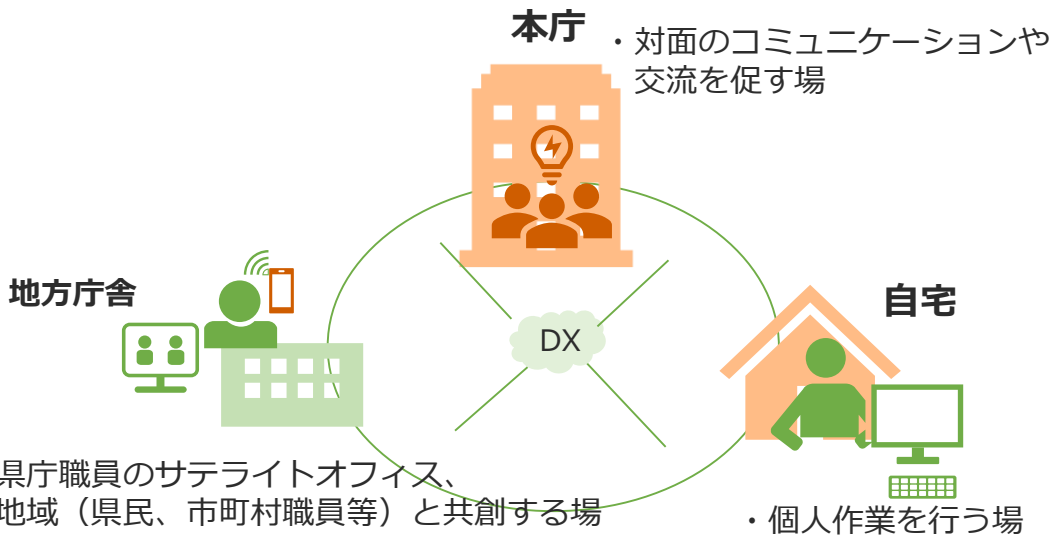 本庁
・対面のコミュニケーションや
交流を促す場
地方庁舎
自宅
DX
県庁職員のサテライトオフィス、
地域（県民、市町村職員等）と共創する場
・個人作業を行う場